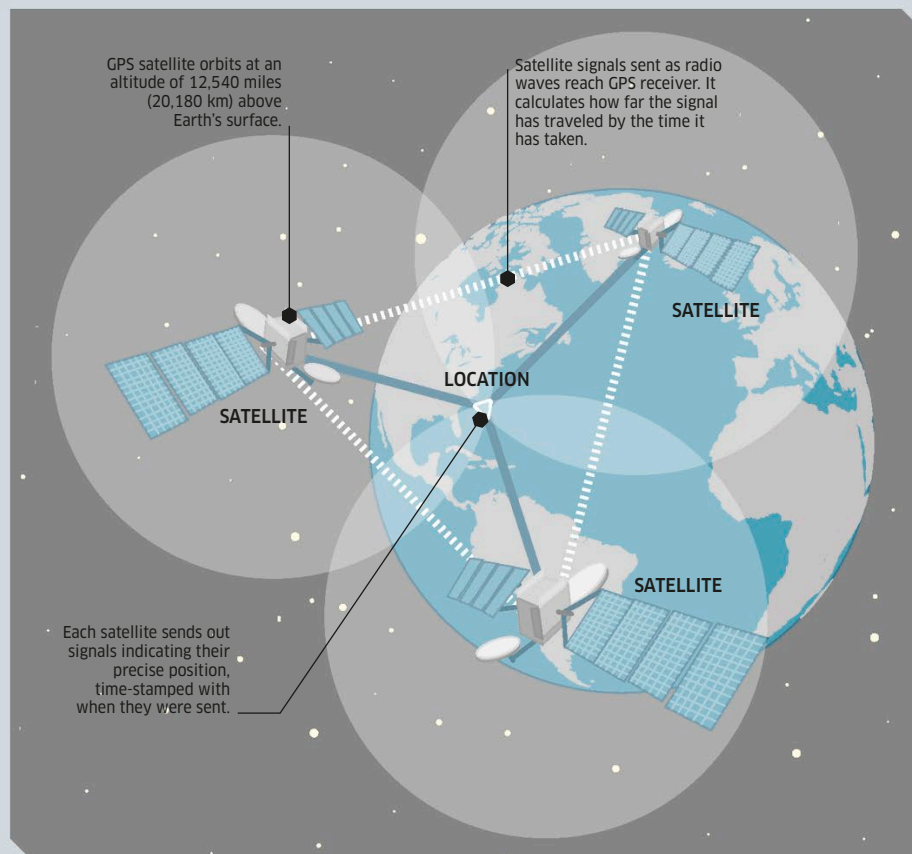 GPS satellite orbits at an
altitude of 12,540 miles
(20,180 km) above
Earth's surface.
Satellite signals sent as radio
waves reach GPS receiver. It
calculates how far the signal
has traveled by the time it
has taken.
SATELLITE
LOCATION
SATELLITE
SATELLITE
Each satellite sends out
signals indicating their
precise position,
time-stamped with
when they were sent.